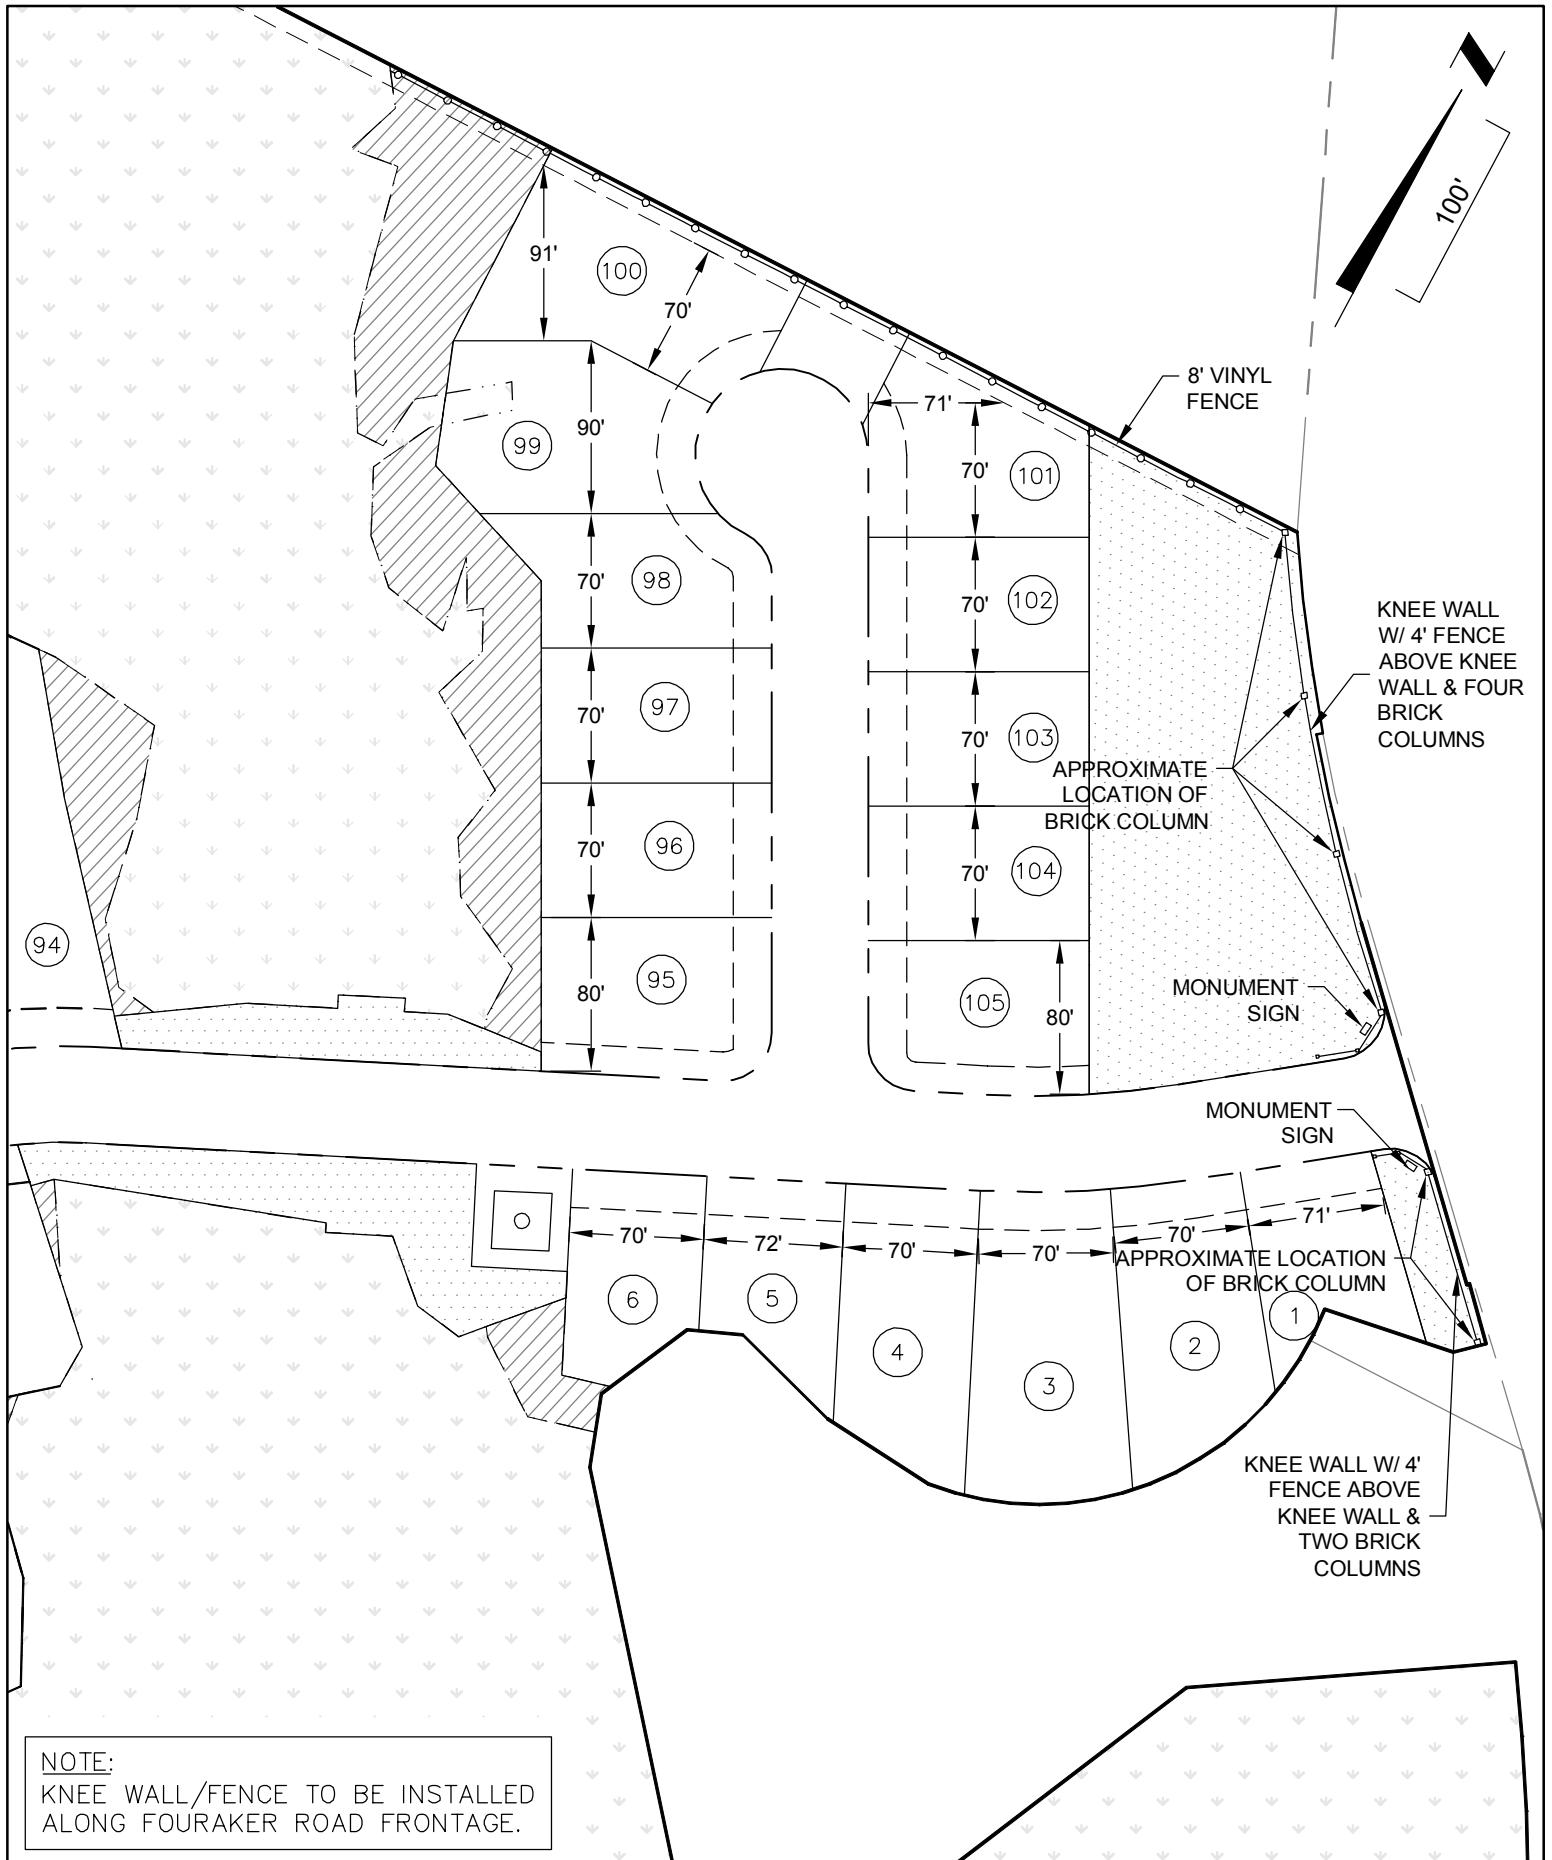 N
100'
91'
100
70'
8' VINYL
FENCE
71'
90'
99
70'
101
70'
98
70'
102
KNEE WALL
W/ 4' FENCE
ABOVE KNEE
WALL & FOUR
BRICK
COLUMNS
70'
97
70'
103
APPROXIMATE
LOCATION OF
BRICK COLUMN
70'
96
70'
104
94
80'
95
105
80'
MONUMENT
SIGN
MONUMENT
SIGN
70'
72'
70'
70'
70'
71'
APPROXIMATE LOCATION
OF BRICK COLUMN
6
5
4
3
2
1
KNEE WALL W/ 4'
FENCE ABOVE
KNEE WALL &
TWO BRICK
COLUMNS
NOTE:
KNEE WALL/FENCE TO BE INSTALLED
ALONG FOURAKER ROAD FRONTAGE.